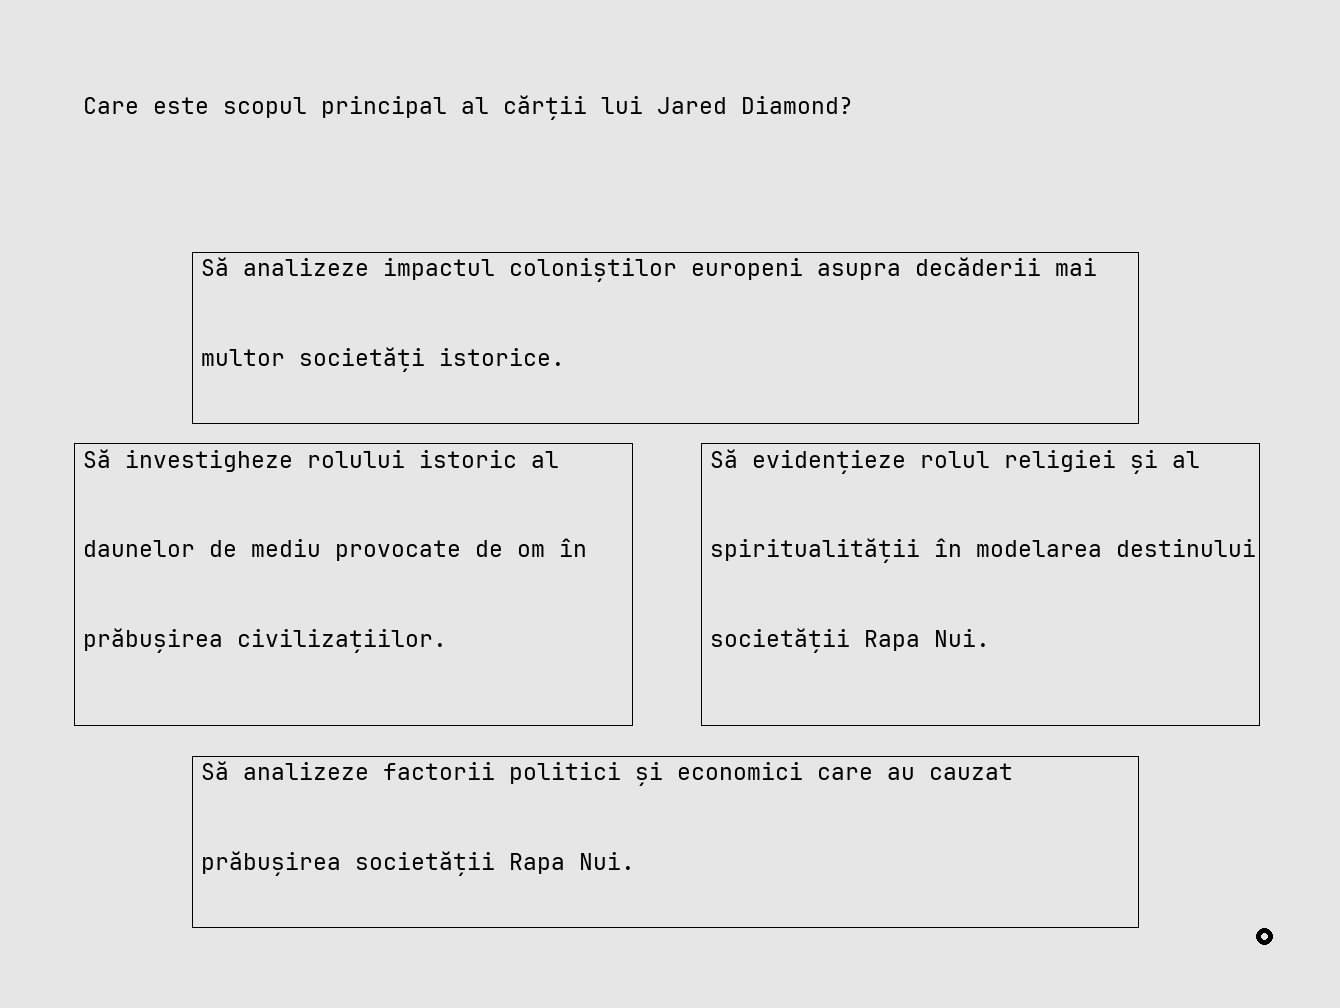 Care este scopul principal al cărții lui Jared Diamond?
Să analizeze impactul coloniștilor europeni asupra decăderii mai
multor societăți istorice.
Să investigheze rolului istoric al
daunelor de mediu provocate de om în
prăbușirea civilizațiilor.
Să evidențieze rolul religiei și al
spiritualității în modelarea destinului
societății Rapa Nui.
Să analizeze factorii politici și economici care au cauzat
prăbușirea societății Rapa Nui.